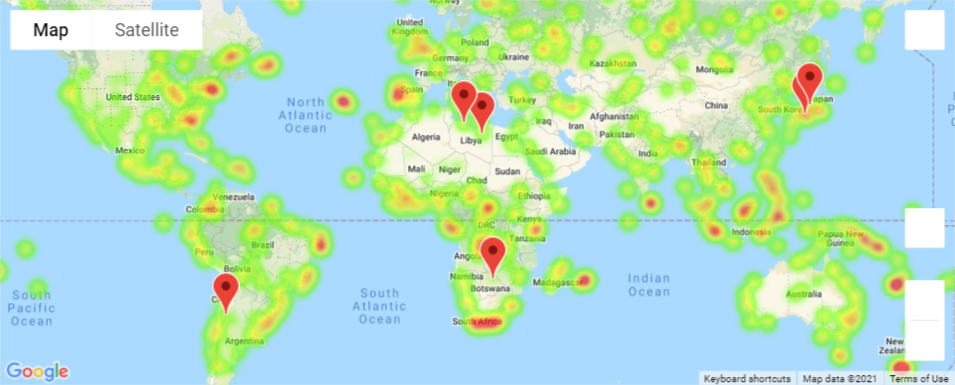 Map
Satellite
Norway
United
Kingdom
Poland
Germany
Ukraine
France
Kazakhstan
Mongolia
Spain
Turkey
United States
North
Atlantic
Ocean
South Korea
Japan
China
Iraq
Iran
Afghanistan
Pakistan
Algeria
Libya
Egypt
Saudi Arabia
India
Mexico
Mali
Niger
Chad
Sudan
Thailand
Nigeria
Ethiopia
Venezuela
Colombia
DRC
Kenya
Tanzania
Indonesia
Papua New
Guinea
Peru
Brazil
Bolivia
Angola
Namibia
Botswana
Madagascar
Indian
Ocean
Australia
South
Pacific
Ocean
South
Atlantic
Ocean
South Africa
Argentina
New
Zealand
Google
Keyboard shortcuts
Map data ©2021
Terms of Use